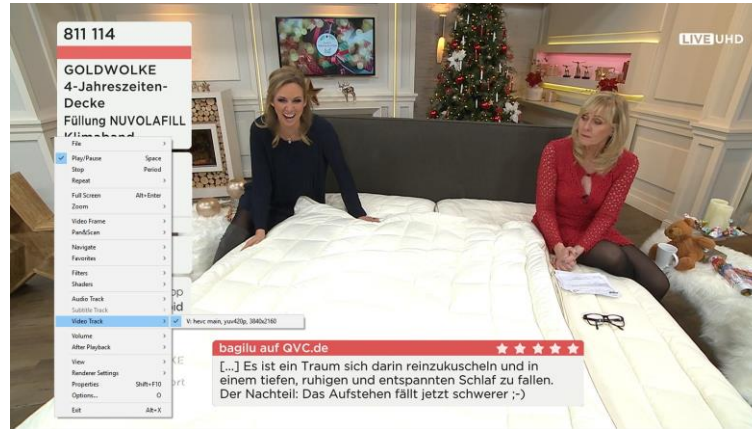 811 114
LIVE UHD
GOLDWOLKE
4-Jahreszeiten-
Decke
Füllung NUVOLAFILL
Klimaband
File
Play/Pause Space
Stop Period
Repeat
Full Screen Alt+Enter
Zoom
Video Frame
Pan&Scan
Navigate
Favorites
Filters
Shaders
Audio Track
Subtitle Track
Video Track
V: hevc main, yuv420p, 3840x2160
Volume
After Playback
View
Renderer Settings
Properties Shift+F10
Options... O
Exit Alt+X
bagilu auf QVC.de
[...] Es ist ein Traum sich darin reinzukuscheln und in
einem tiefen, ruhigen und entspannten Schlaf zu fallen.
Der Nachteil: Das Aufstehen fällt jetzt schwerer ;-)